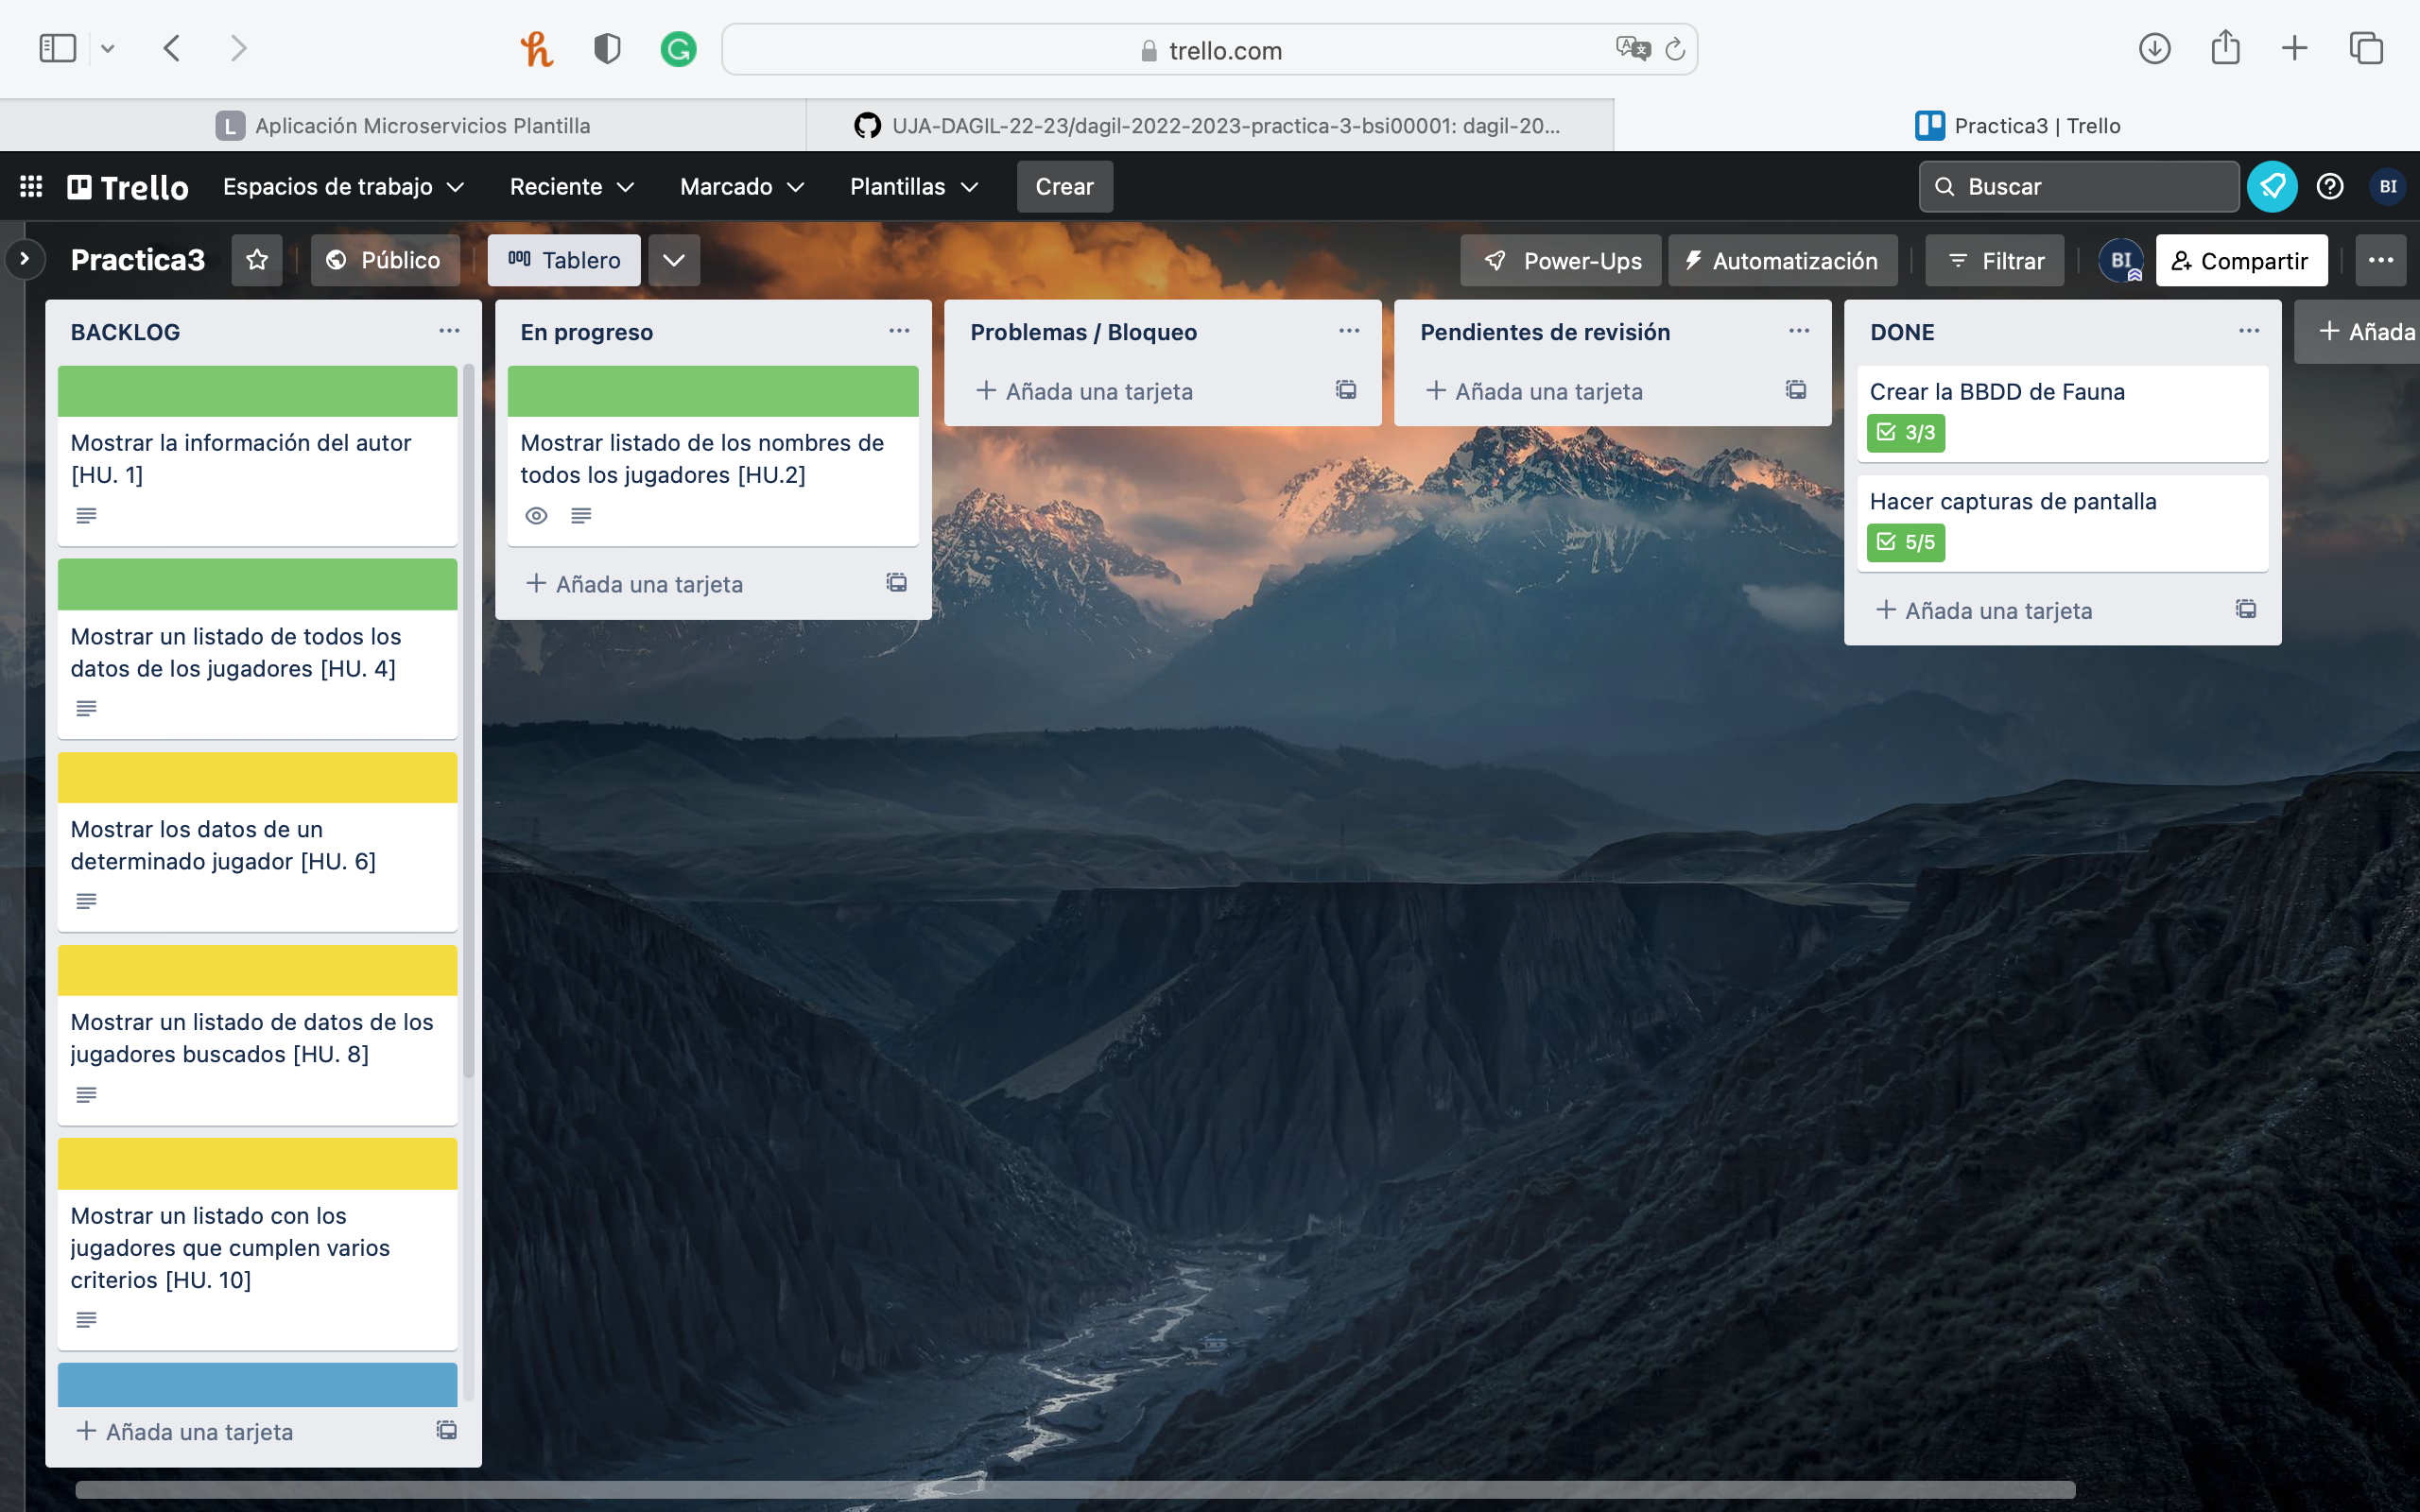 trello.com
L Aplicación Microservicios Plantilla
UJA-DAGIL-22-23/dagil-2022-2023-practica-3-bsi00001: dagil-20...
Practica3 | Trello
Trello
Espacios de trabajo
Reciente
Marcado
Plantillas
Crear
Buscar
BI
Practica3
Público
Tablero
Power-Ups
Automatización
Filtrar
BI
Compartir
BACKLOG
Mostrar la información del autor
[HU. 1]
Mostrar un listado de todos los
datos de los jugadores [HU. 4]
Mostrar los datos de un
determinado jugador [HU. 6]
Mostrar un listado de datos de los
jugadores buscados [HU. 8]
Mostrar un listado con los
jugadores que cumplen varios
criterios [HU. 10]
+ Añada una tarjeta
En progreso
Mostrar listado de los nombres de
todos los jugadores [HU.2]
+ Añada una tarjeta
Problemas / Bloqueo
+ Añada una tarjeta
Pendientes de revisión
+ Añada una tarjeta
DONE
Crear la BBDD de Fauna
3/3
Hacer capturas de pantalla
5/5
+ Añada una tarjeta
+ Añada